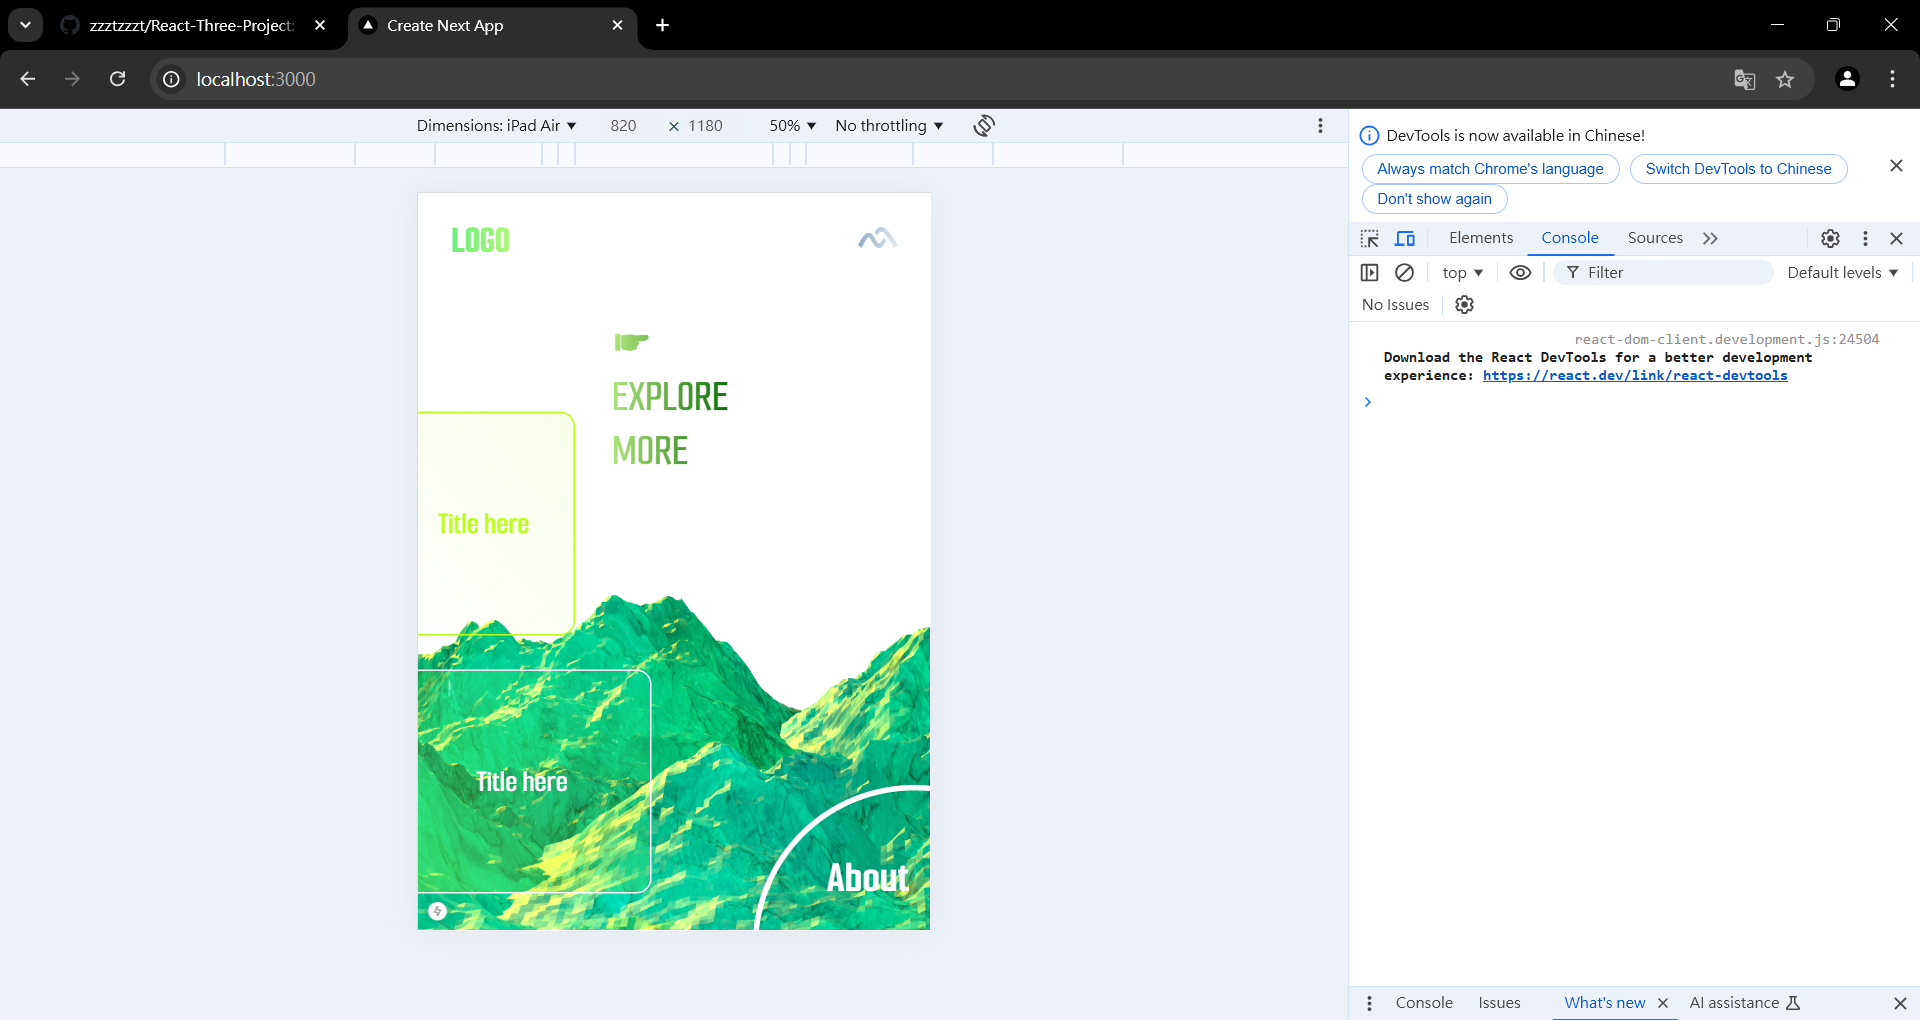 zzztzzzt/React-Three-Project:
Create Next App
localhost:3000
Dimensions: iPad Air 820 × 1180 50% No throttling
DevTools is now available in Chinese!
Always match Chrome's language Switch DevTools to Chinese
Don't show again
Elements Console Sources
top Filter Default levels
No Issues
react-dom-client.development.js:24504
Download the React DevTools for a better development
experience: https://react.dev/link/react-devtools
LOGO
EXPLORE
MORE
Title here
Title here
About
Console Issues What's new AI assistance